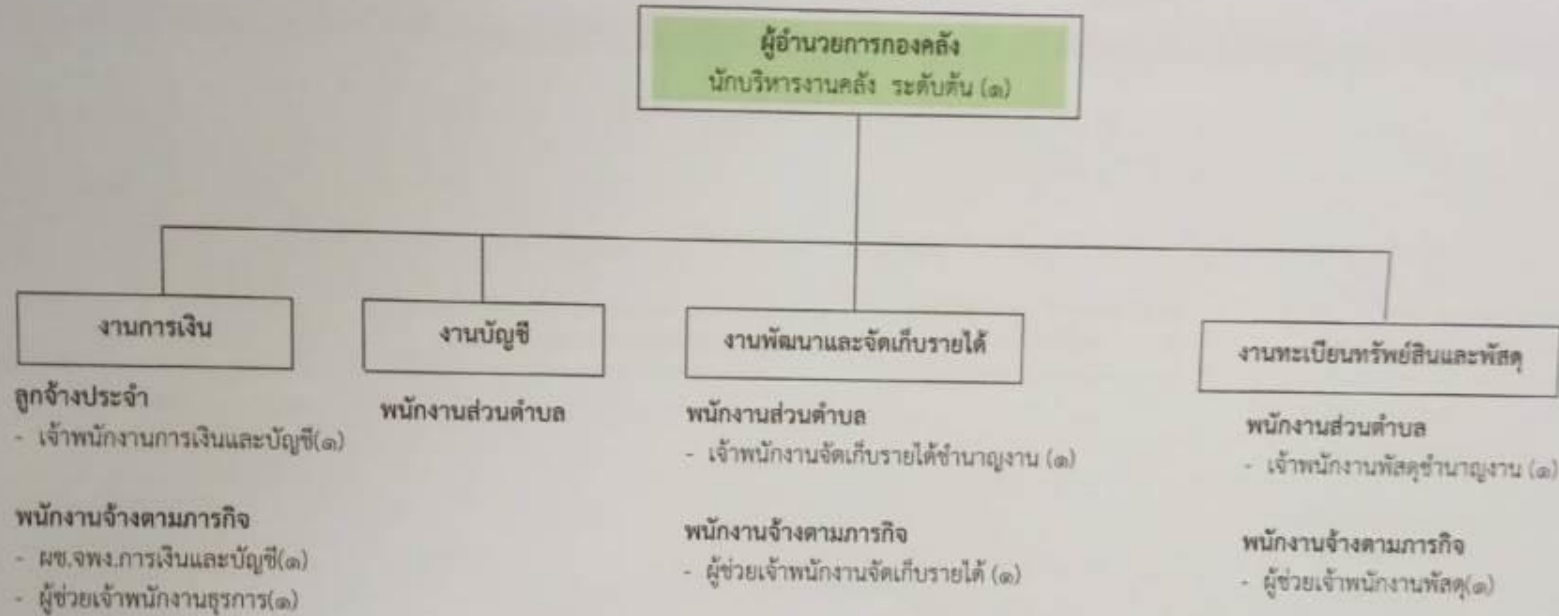 ผู้อำนวยการกองคลัง
นักบริหารงานคลัง ระดับต้น (๑)
งานการเงิน
ลูกจ้างประจำ
- เจ้าพนักงานการเงินและบัญชี(๑)
พนักงานจ้างตามภารกิจ
- ผช.จพง.การเงินและบัญชี(๑)
- ผู้ช่วยเจ้าพนักงานธุรการ(๑)
งานบัญชี
พนักงานส่วนตำบล
งานพัฒนาและจัดเก็บรายได้
พนักงานส่วนตำบล
- เจ้าพนักงานจัดเก็บรายได้ชำนาญงาน (๑)
พนักงานจ้างตามภารกิจ
- ผู้ช่วยเจ้าพนักงานจัดเก็บรายได้ (๑)
งานทะเบียนทรัพย์สินและพัสดุ
พนักงานส่วนตำบล
- เจ้าพนักงานพัสดุชำนาญงาน (๑)
พนักงานจ้างตามภารกิจ
- ผู้ช่วยเจ้าพนักงานพัสดุ(๑)